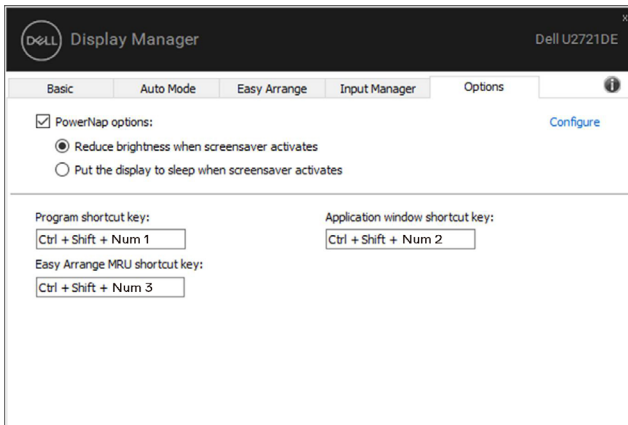 x
DELL Display Manager
Dell U2721DE
Basic
Auto Mode
Easy Arrange
Input Manager
Options
i
PowerNap options:
Configure
Reduce brightness when screensaver activates
Put the display to sleep when screensaver activates
Program shortcut key:
Application window shortcut key:
Ctrl + Shift + Num 1
Ctrl + Shift + Num 2
Easy Arrange MRU shortcut key:
Ctrl + Shift + Num 3